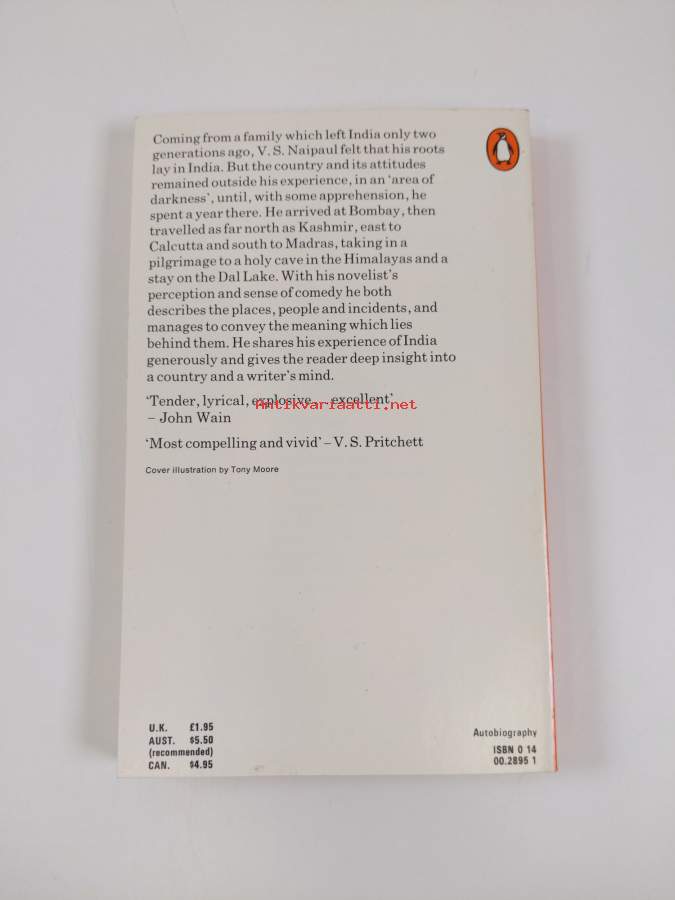 Coming from a family which left India only two
generations ago, V. S. Naipaul felt that his roots
lay in India. But the country and its attitudes
remained outside his experience, in an ‘area of
darkness’, until, with some apprehension, he
spent a year there. He arrived at Bombay, then
travelled as far north as Kashmir, east to
Calcutta and south to Madras, taking in a
pilgrimage to a holy cave in the Himalayas and a
stay on the Dal Lake. With his novelist’s
perception and sense of comedy he both
describes the places, people and incidents, and
manages to convey the meaning which lies
behind them. He shares his experience of India
generously and gives the reader deep insight into
a country and a writer’s mind.
‘Tender, lyrical, explosive ... excellent’
Antikvariaatti.net
– John Wain
‘Most compelling and vivid’ – V. S. Pritchett
Cover illustration by Tony Moore
U.K. £1.95
AUST. $5.50
(recommended)
CAN. $4.95
Autobiography
ISBN 0 14
00.2895 1